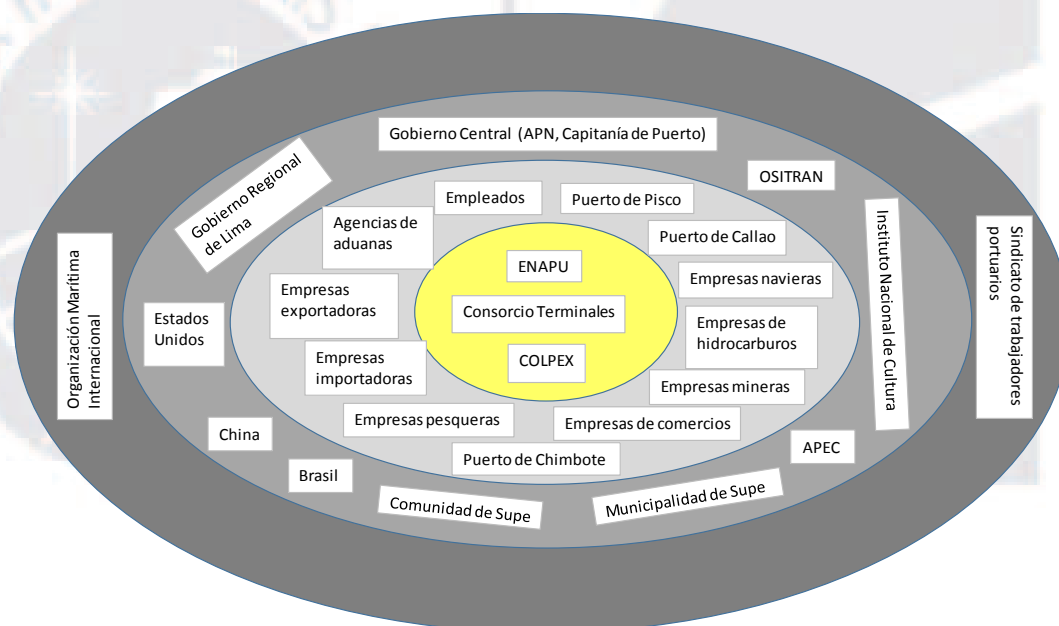 Gobierno Central (APN, Capitanía de Puerto)
Gobierno Regional
de Lima
OSITRAN
Empleados
Puerto de Pisco
Agencias de
aduanas
Puerto de Callao
Instituto Nacional de Cultura
Sindicato de trabajadores
portuarios
Organización Marítima
Internacional
ENAPU
Empresas navieras
Empresas
exportadoras
Consorcio Terminales
Estados
Unidos
Empresas de
hidrocarburos
Empresas
importadoras
COLPEX
Empresas mineras
Empresas pesqueras
Empresas de comercios
China
APEC
Puerto de Chimbote
Brasil
Comunidad de Supe
Municipalidad de Supe